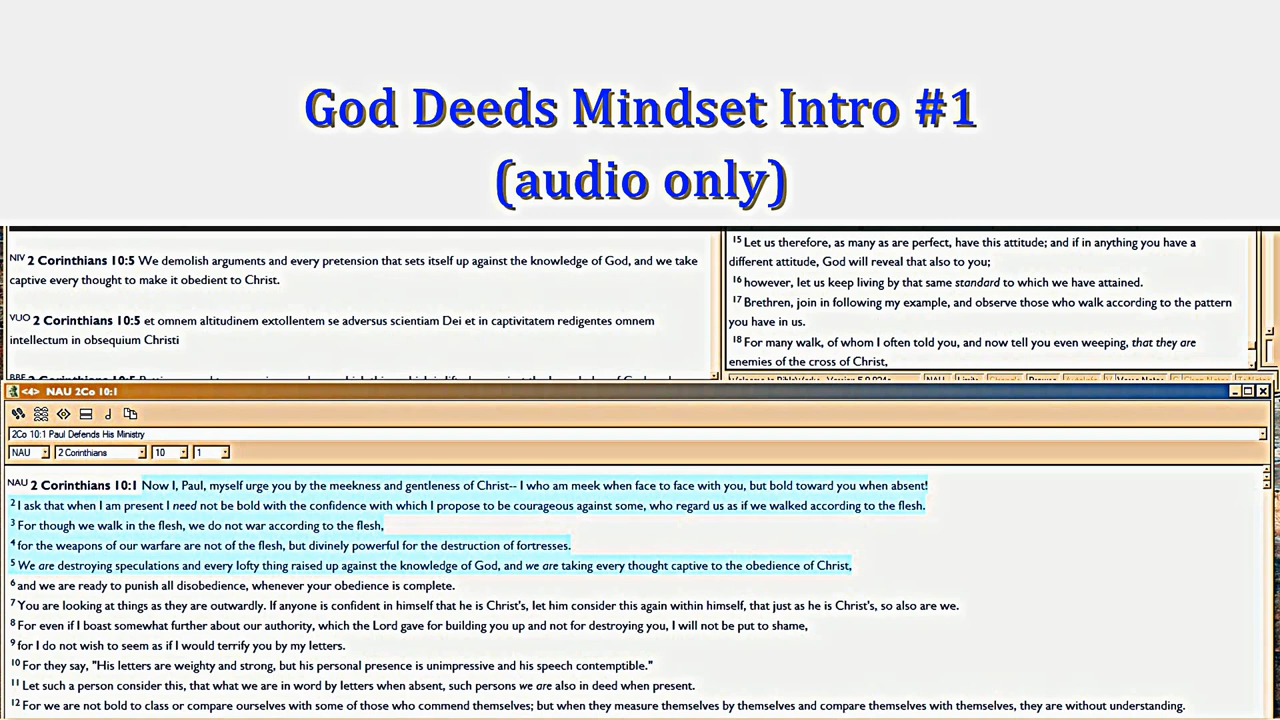 God Deeds Mindset Intro #1
(audio only)
NIV 2 Corinthians 10:5 We demolish arguments and every pretension that sets itself up against the knowledge of God, and we take
captive every thought to make it obedient to Christ.
VUO 2 Corinthians 10:5 et omnem altitudinem extollentem se adversus scientiam Dei et in captivitatem redigentes omnem
intellectum in obsequium Christi
15 Let us therefore, as many as are perfect, have this attitude; and if in anything you have a
different attitude, God will reveal that also to you;
16 however, let us keep living by that same standard to which we have attained.
17 Brethren, join in following my example, and observe those who walk according to the pattern
you have in us.
18 For many walk, of whom I often told you, and now tell you even weeping, that they are
enemies of the cross of Christ,
<4> NAU 2Co 10:1
2Co 10:1 Paul Defends His Ministry
NAU 2 Corinthians 10 1
NAU 2 Corinthians 10:1 Now I, Paul, myself urge you by the meekness and gentleness of Christ-- I who am meek when face to face with you, but bold toward you when absent!
2 I ask that when I am present I need not be bold with the confidence with which I propose to be courageous against some, who regard us as if we walked according to the flesh.
3 For though we walk in the flesh, we do not war according to the flesh,
4 for the weapons of our warfare are not of the flesh, but divinely powerful for the destruction of fortresses.
5 We are destroying speculations and every lofty thing raised up against the knowledge of God, and we are taking every thought captive to the obedience of Christ,
6 and we are ready to punish all disobedience, whenever your obedience is complete.
7 You are looking at things as they are outwardly. If anyone is confident in himself that he is Christ's, let him consider this again within himself, that just as he is Christ's, so also are we.
8 For even if I boast somewhat further about our authority, which the Lord gave for building you up and not for destroying you, I will not be put to shame,
9 for I do not wish to seem as if I would terrify you by my letters.
10 For they say, "His letters are weighty and strong, but his personal presence is unimpressive and his speech contemptible."
11 Let such a person consider this, that what we are in word by letters when absent, such persons we are also in deed when present.
12 For we are not bold to class or compare ourselves with some of those who commend themselves; but when they measure themselves by themselves and compare themselves with themselves, they are without understanding.